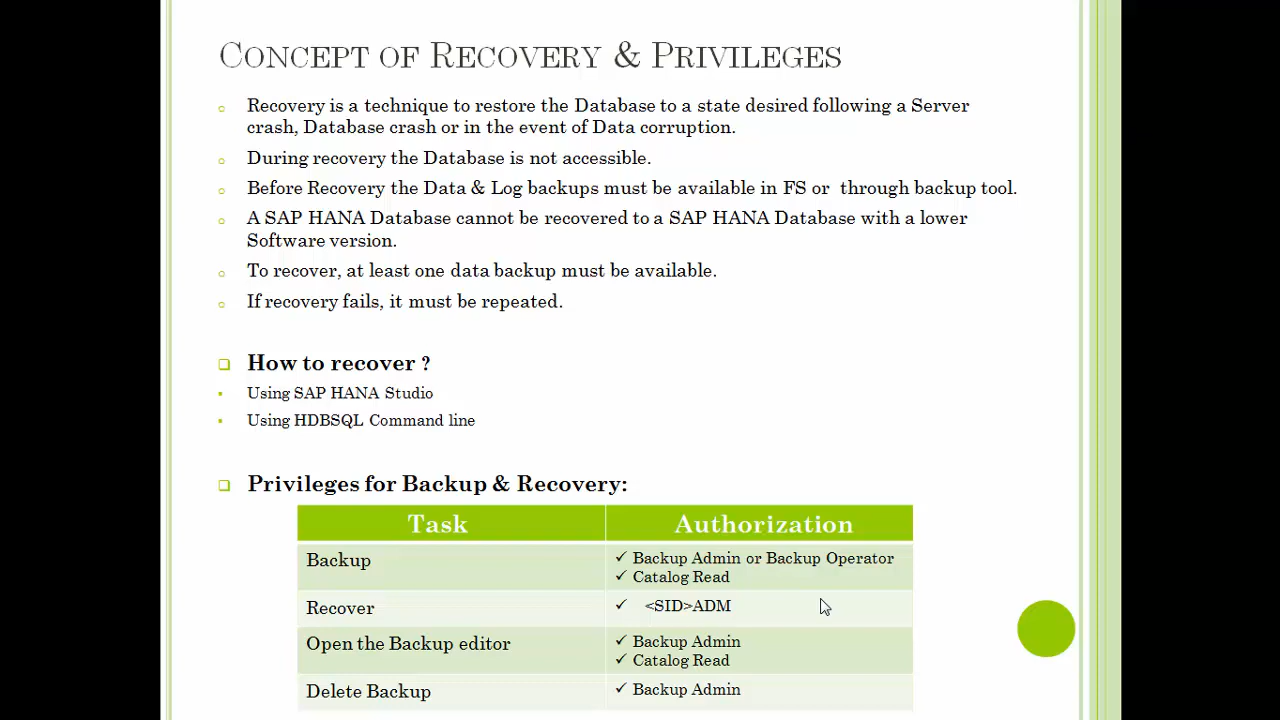 CONCEPT OF RECOVERY & PRIVILEGES
Recovery is a technique to restore the Database to a state desired following a Server
crash, Database crash or in the event of Data corruption.
During recovery the Database is not accessible.
Before Recovery the Data & Log backups must be available in FS or through backup tool.
A SAP HANA Database cannot be recovered to a SAP HANA Database with a lower
Software version.
To recover, at least one data backup must be available.
If recovery fails, it must be repeated.
How to recover ?
Using SAP HANA Studio
Using HDBSQL Command line
Privileges for Backup & Recovery:
Task Authorization
Backup
✓ Backup Admin or Backup Operator
✓ Catalog Read
Recover
✓ <SID>ADM
Open the Backup editor
✓ Backup Admin
✓ Catalog Read
Delete Backup
✓ Backup Admin